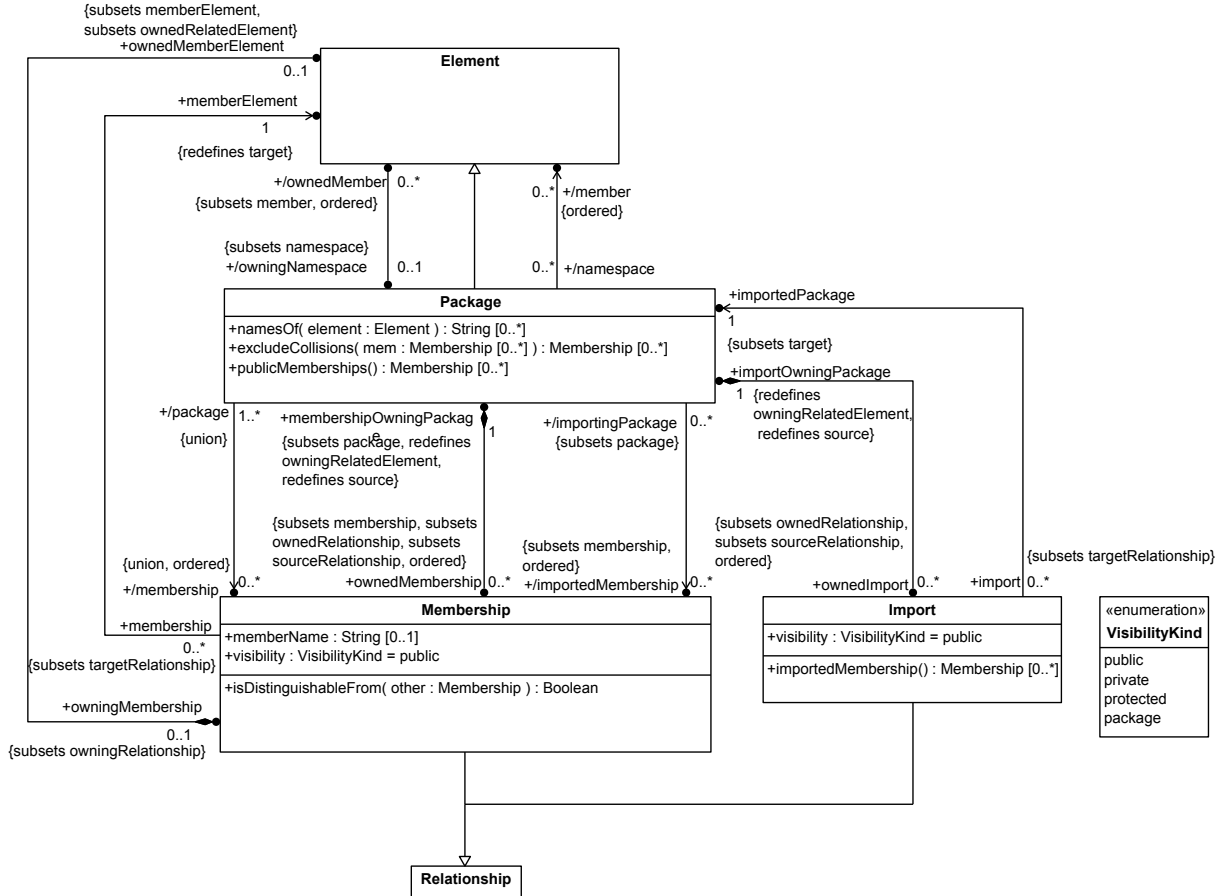 {subsets memberElement,
subsets ownedRelatedElement}
+ownedMemberElement
0..1
Element
+memberElement
1
{redefines target}
+/ownedMember
0..*
{subsets member, ordered}
0..*
+/member
{ordered}
{subsets namespace}
+/owningNamespace
0..1
0..*
+/namespace
Package
+namesOf( element : Element ) : String [0..*]
+excludeCollisions( mem : Membership [0..*] ) : Membership [0..*]
+publicMemberships() : Membership [0..*]
+importedPackage
1
{subsets target}
+importOwningPackage
1
{redefines
owningRelatedElement,
redefines source}
+/package
1..*
{union}
+membershipOwningPackag
e
1
{subsets package, redefines
owningRelatedElement,
redefines source}
+/importingPackage
0..*
{subsets package}
{union, ordered}
0..*
+/membership
{subsets membership, subsets
ownedRelationship, subsets
sourceRelationship, ordered}
+ownedMembership
0..*
{subsets membership,
ordered}
+/importedMembership
0..*
{subsets ownedRelationship,
subsets sourceRelationship,
ordered}
+ownedImport
0..*
{subsets targetRelationship}
+import
0..*
Membership
+memberName : String [0..1]
+visibility : VisibilityKind = public
+isDistinguishableFrom( other : Membership ) : Boolean
+membership
0..*
{subsets targetRelationship}
+owningMembership
0..1
{subsets owningRelationship}
Import
+visibility : VisibilityKind = public
+importedMembership() : Membership [0..*]
«enumeration»
VisibilityKind
public
private
protected
package
Relationship